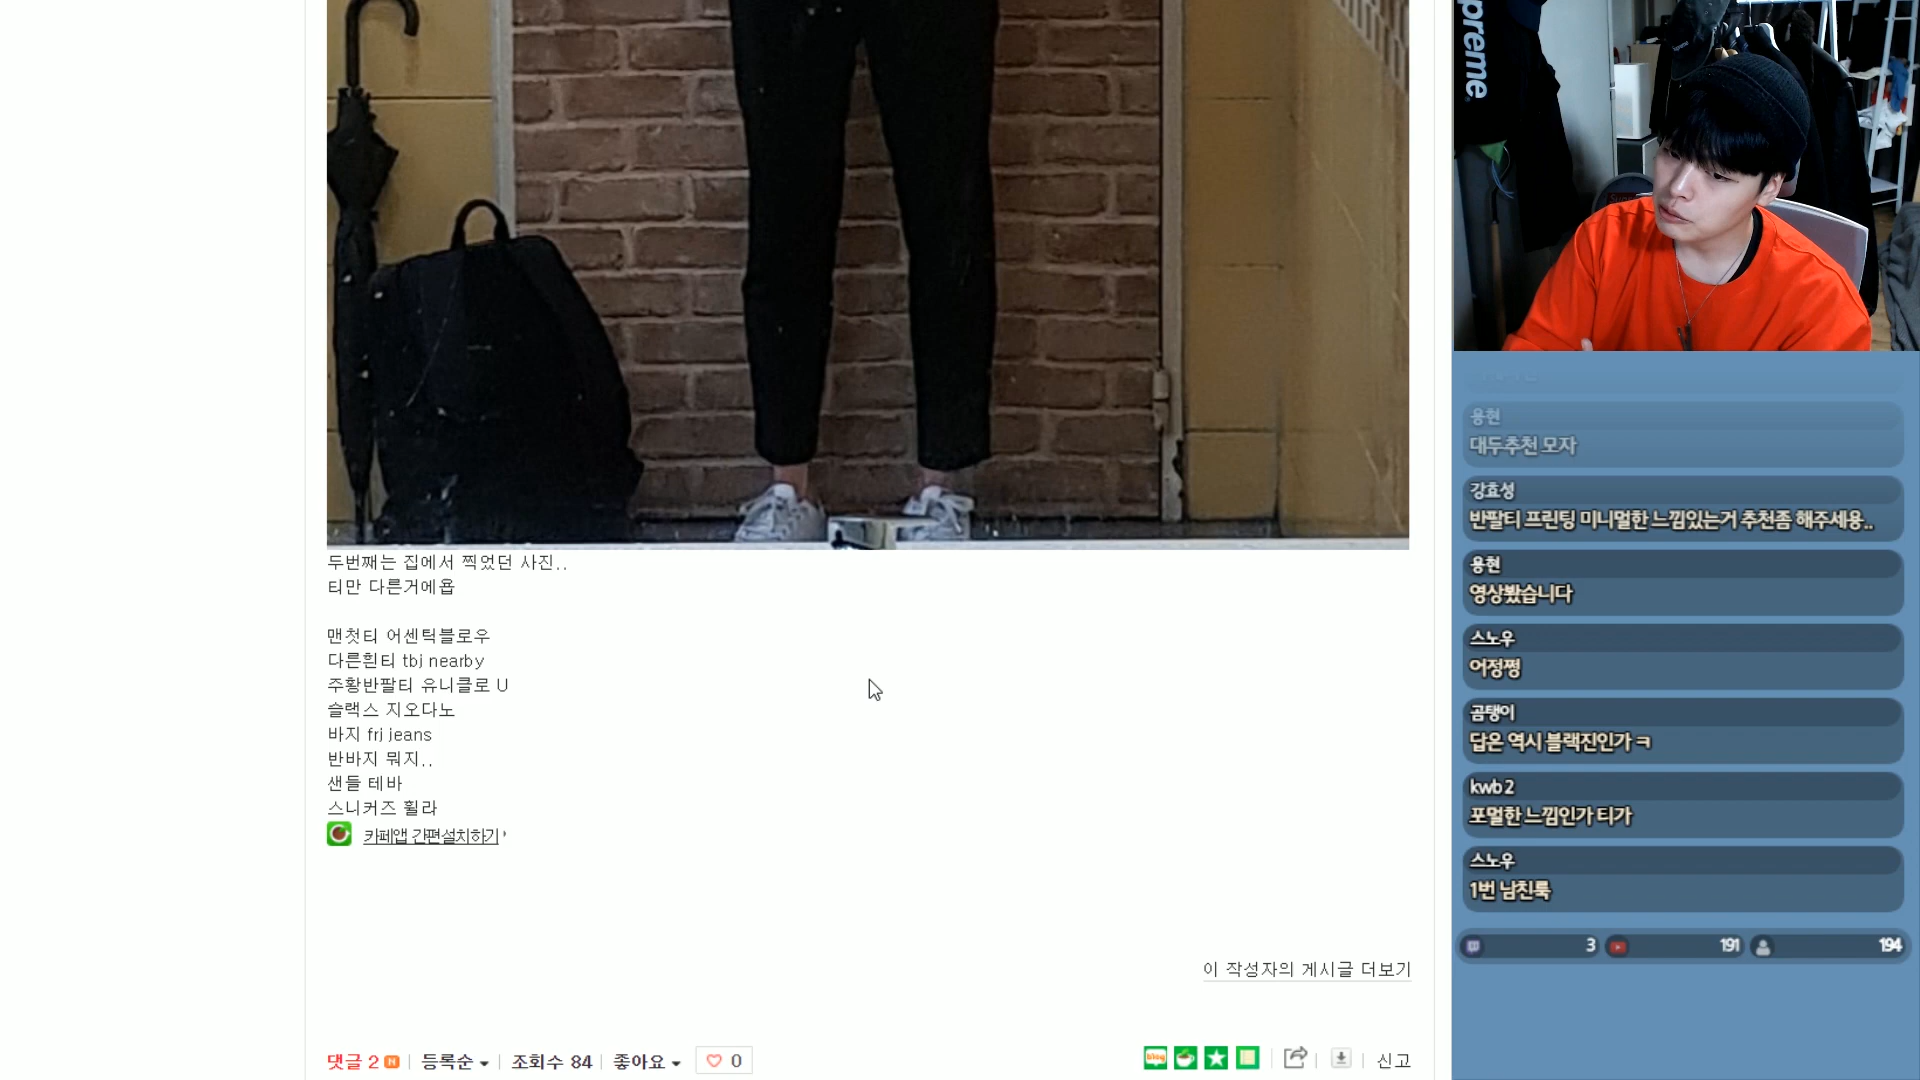 preme
두번째는 집에서 찍었던 사진..
티만 다른거에욥
맨첫티 어센틱블로우
다른흰티 tbj nearby
주황반팔티 유니클로 U
슬랙스 지오다노
바지 frj jeans
반바지 뭐지..
샌들 테바
스니커즈 휠라
카페앱 간편설치하기
이 작성자의 게시글 더보기
댓글 2 N
등록순
조회수 84
좋아요
0
blog
신고
용현
대두추천 모자
강효성
반팔티 프린팅 미니멀한 느낌있는거 추천좀 해주세용..
용현
영상봤습니다
스노우
어정쩡
곰탱이
답은 역시 블랙진인가 ㅋ
kwb2
포멀한 느낌인가 티가
스노우
1번 남친룩
3
191
194